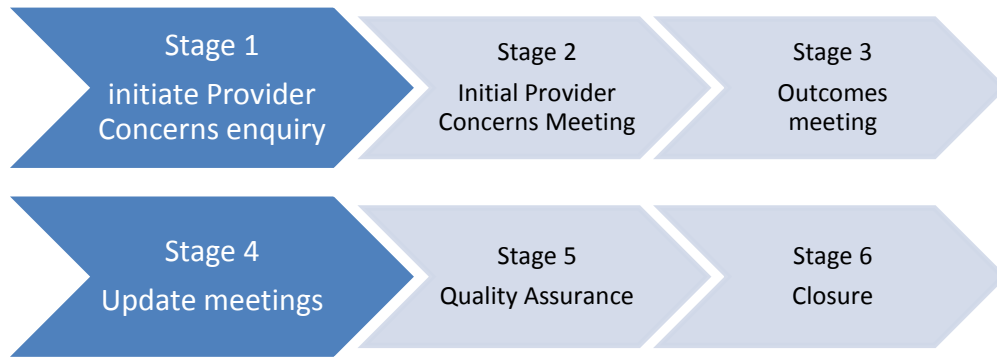 Stage 1
initiate Provider
Concerns enquiry
Stage 2
Initial Provider
Concerns Meeting
Stage 3
Outcomes
meeting
Stage 4
Update meetings
Stage 5
Quality Assurance
Stage 6
Closure